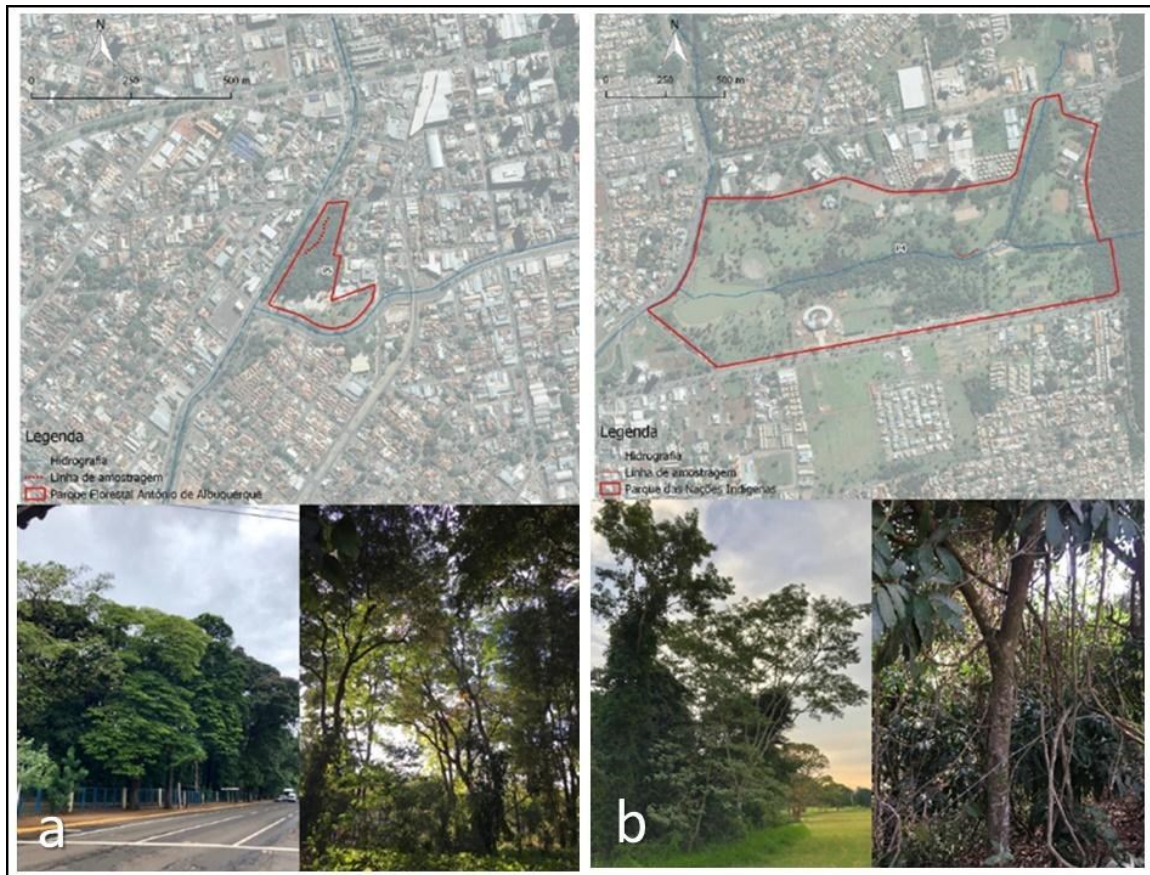 N
0 250 500 m
GS
Legenda
Hidrografia
Linha de amostragem
Parque Florestal Antônio de Albuquerque
a
N
0 250 500 m
Legenda
Hidrografia
Linha de amostragem
Parque das Nações Indígenas
b